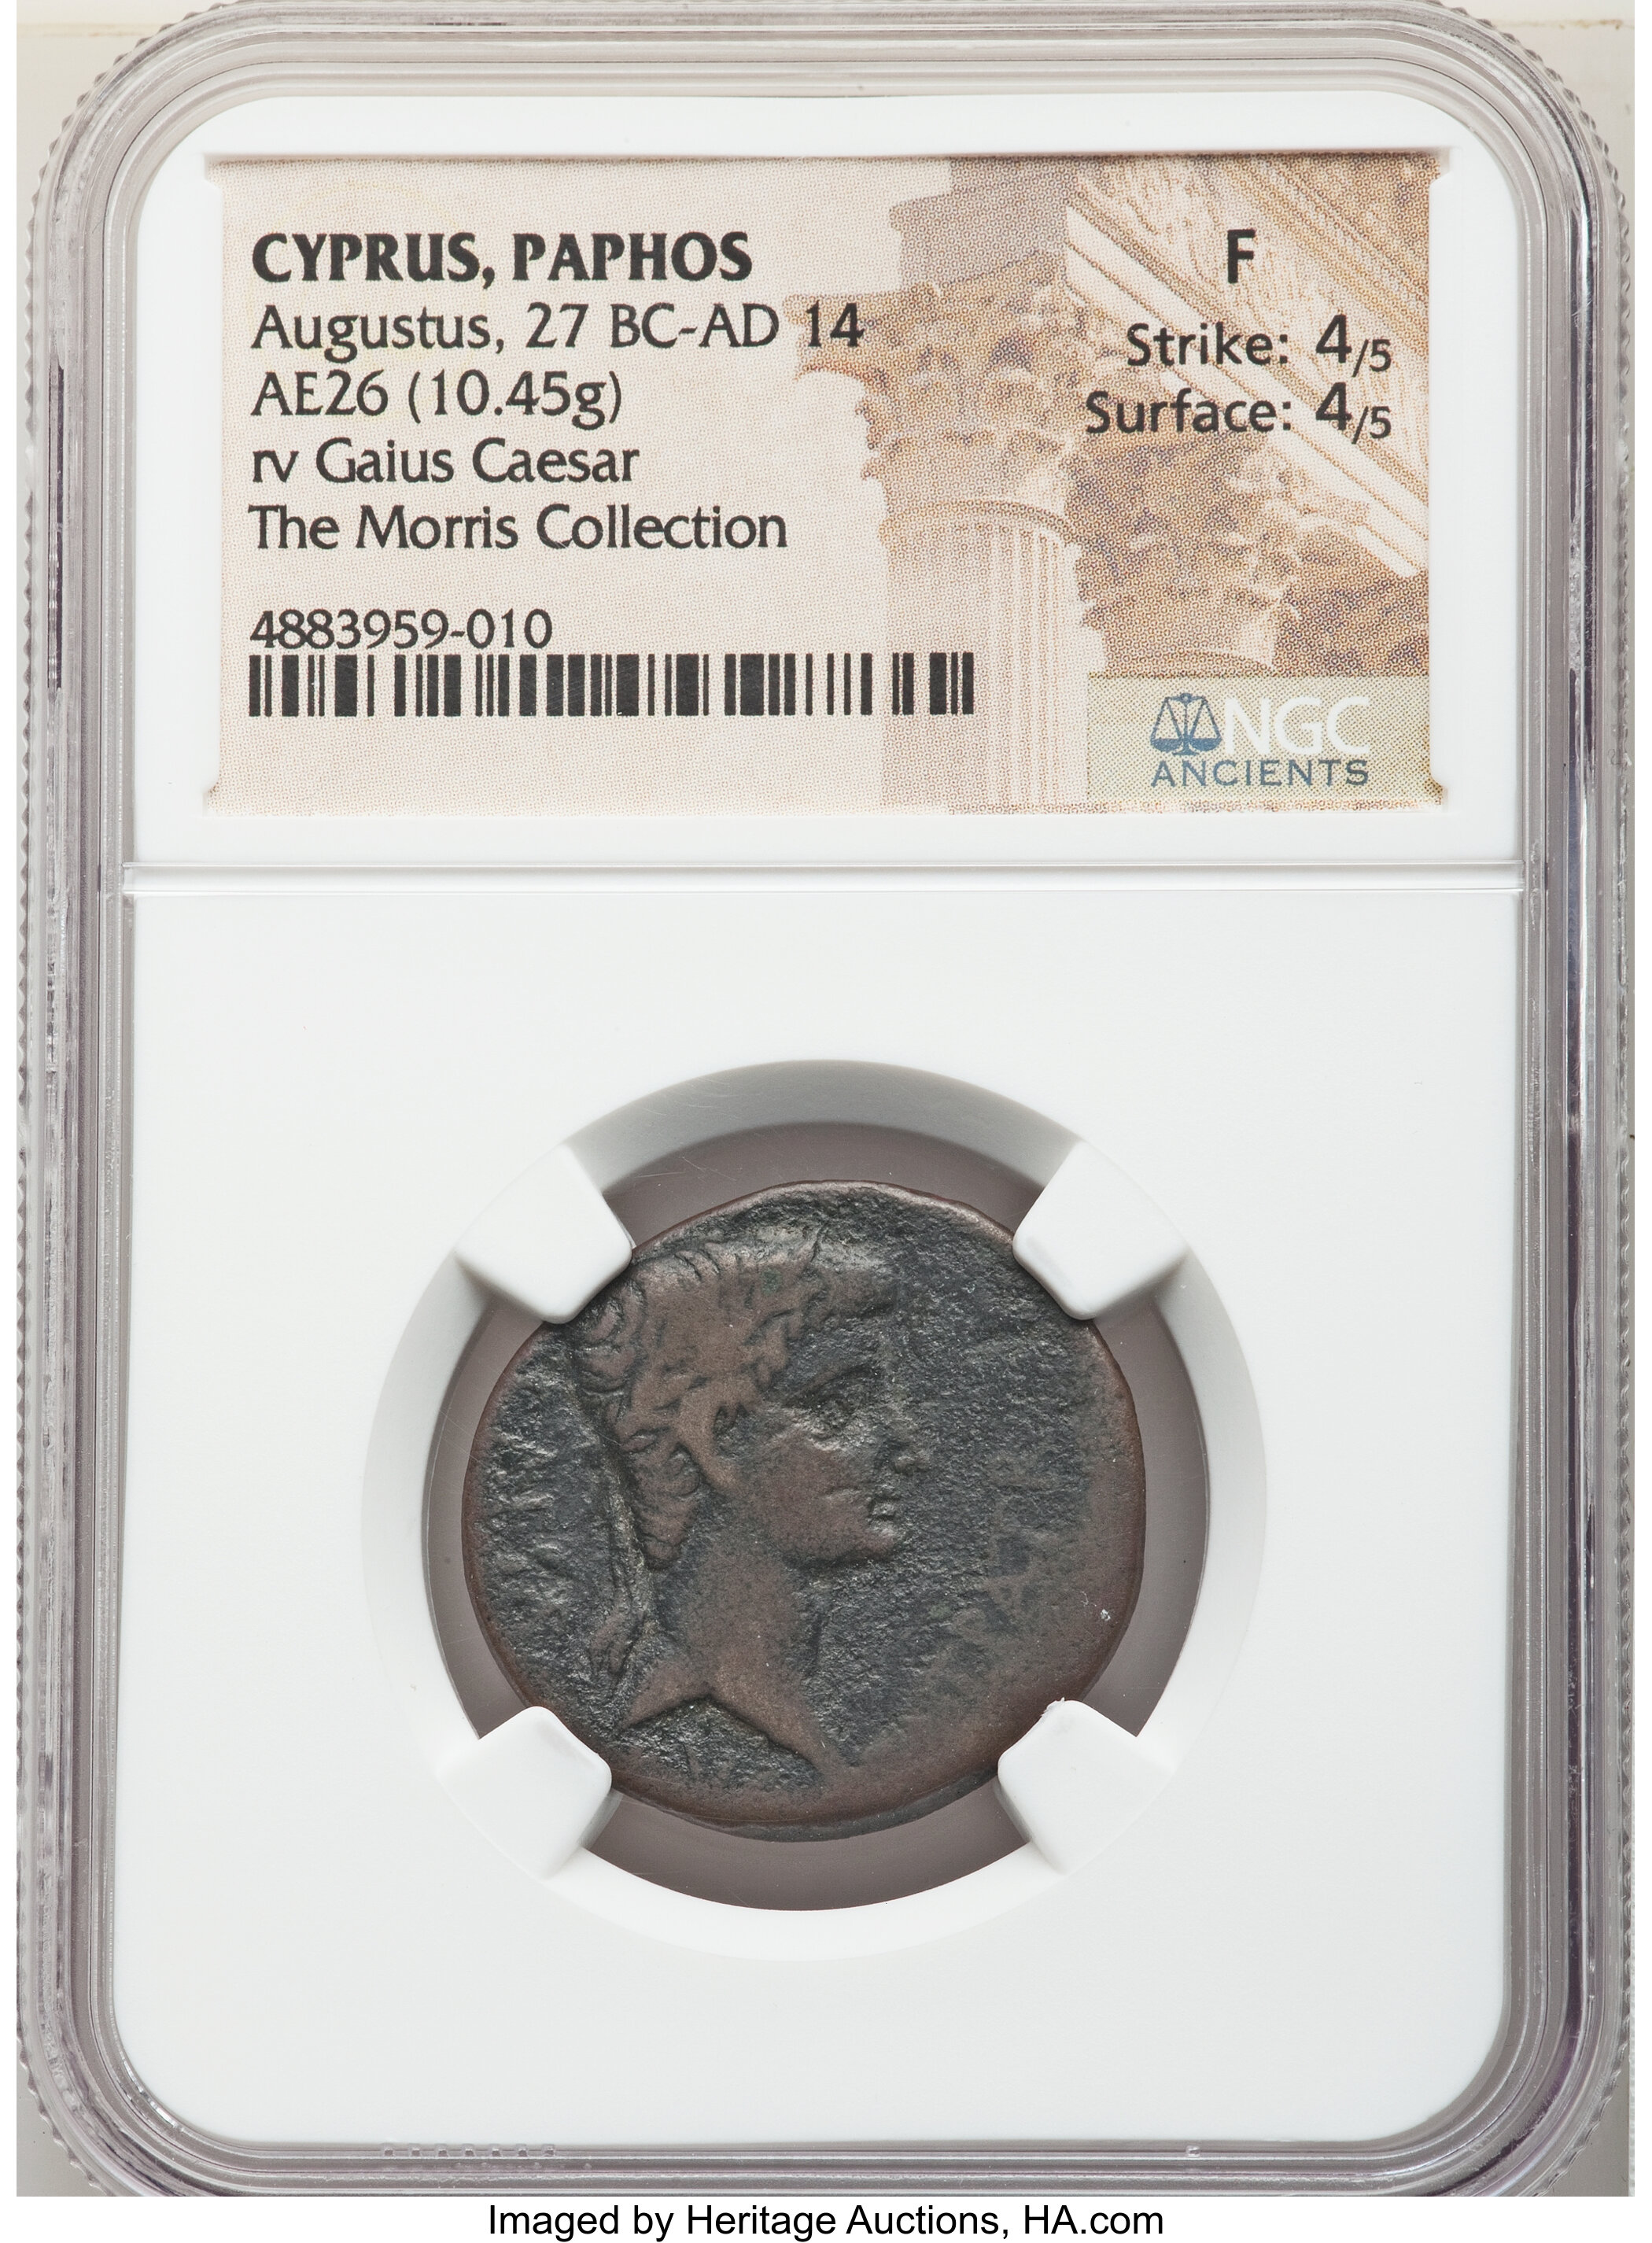 CYPRUS, PAPHOS
Augustus, 27 BC-AD 14
AE26 (10.45g)
rv Gaius Caesar
The Morris Collection
4883959-010
F
Strike: 4/5
Surface: 4/5
NGC
ANCIENTS
Imaged by Heritage Auctions, HA.com